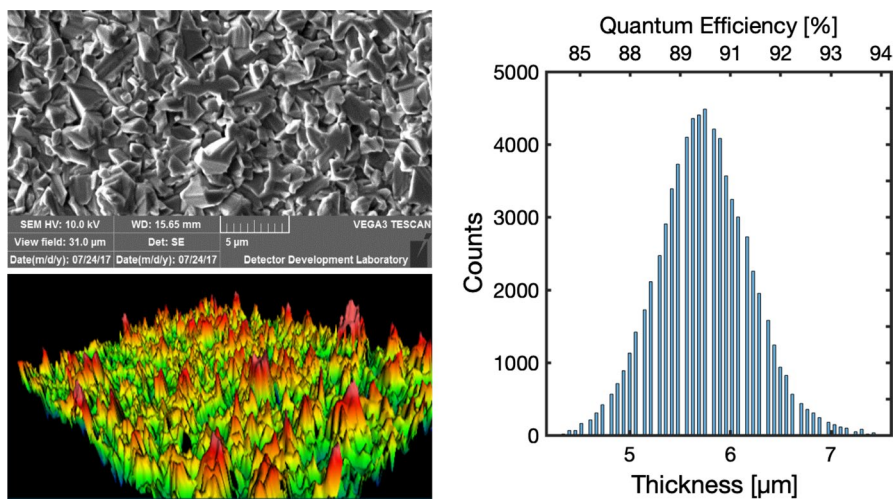 SEM HV: 10.0 kV WD: 15.65 mm VEGA3 TESCAN
View field: 31.0 µm Det: SE 5 µm
Date(m/d/y): 07/24/17 Date(m/d/y): 07/24/17 Detector Development Laboratory
Quantum Efficiency [%]
85 88 89 91 92 93 94
5000
4000
3000
2000
1000
0
Counts
5 6 7
Thickness [µm]